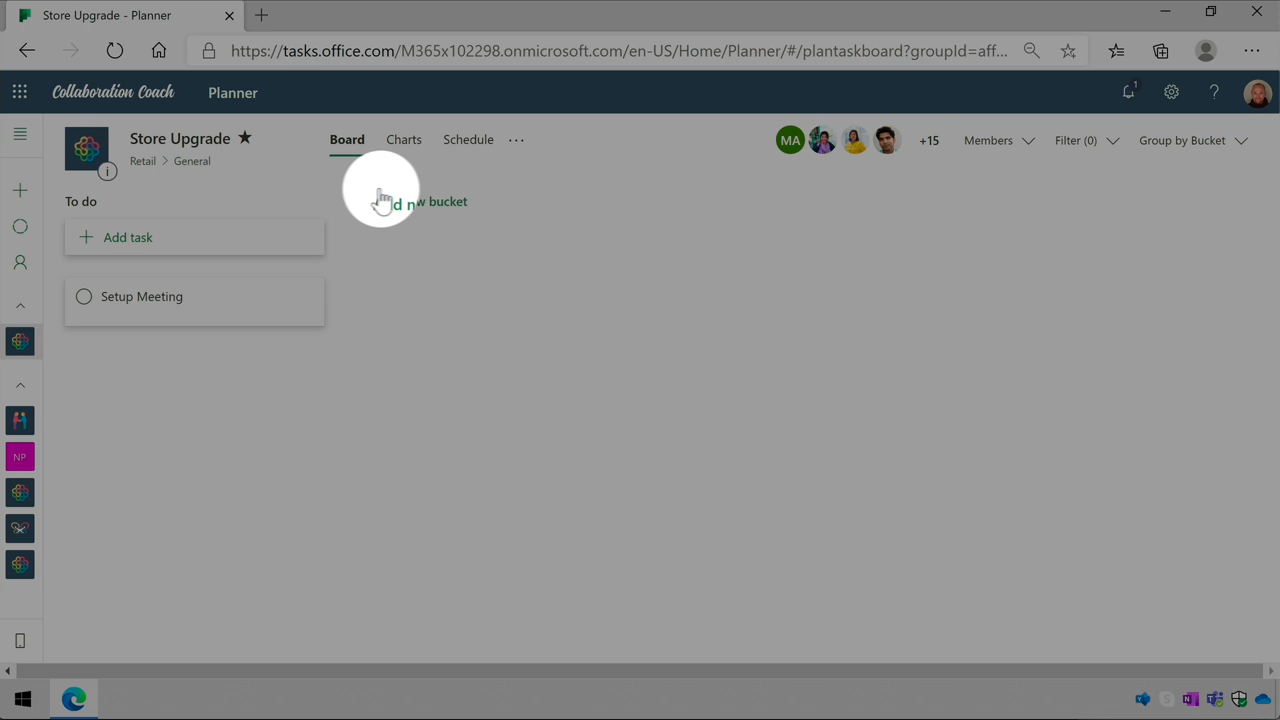 Store Upgrade - Planner
https://tasks.office.com/M365x102298.onmicrosoft.com/en-US/Home/Planner/#/plantaskboard?groupId=aff...
Collaboration Coach
Planner
1
Store Upgrade
Board
Charts
Schedule
MA
+15
Members
Filter (0)
Group by Bucket
Retail > General
To do
bucket
Add task
Setup Meeting
NP